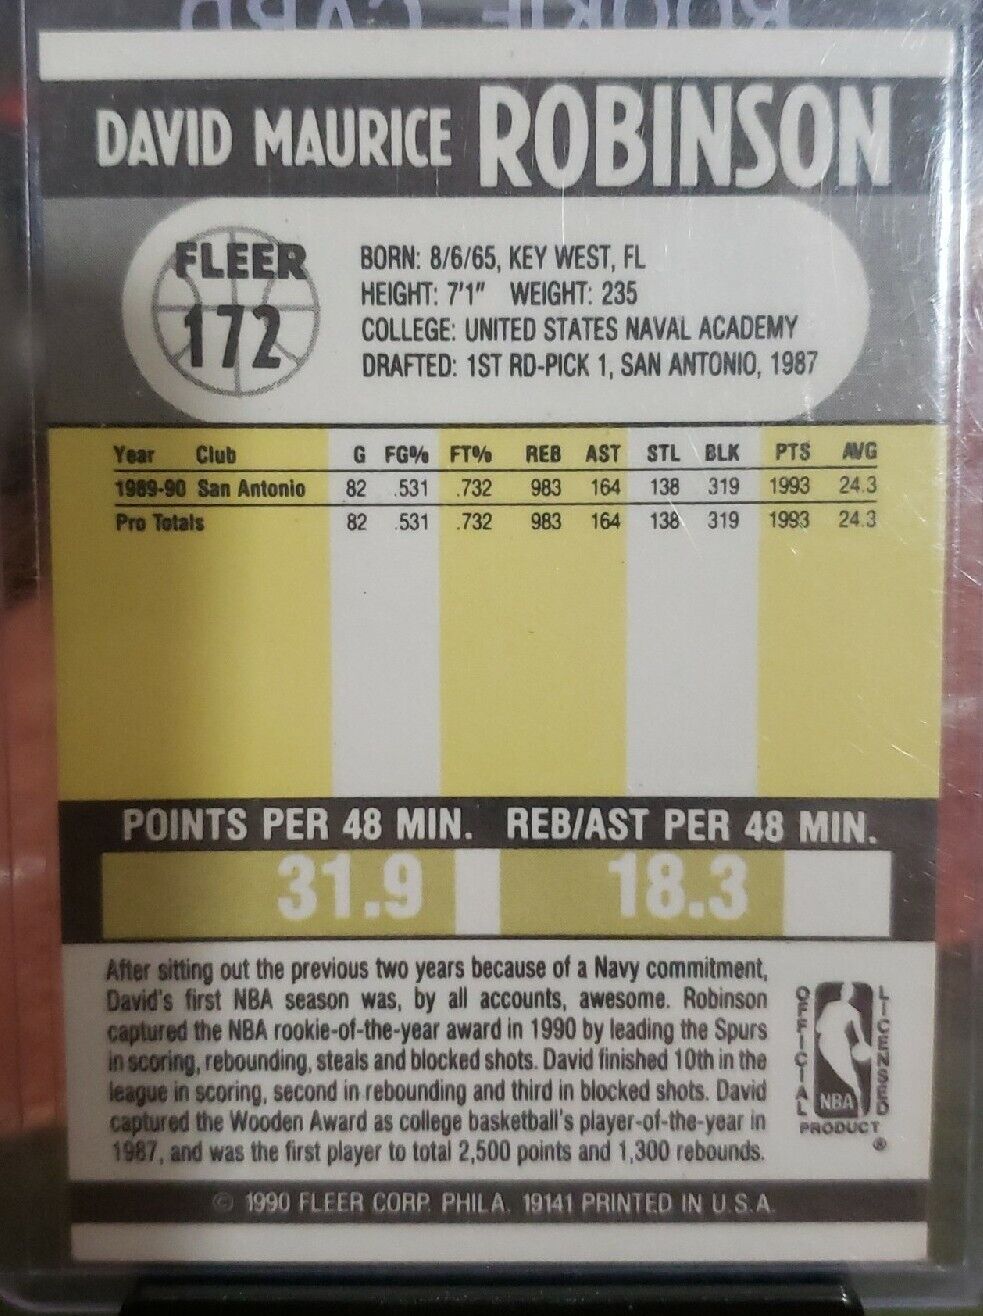 ROOKIE CARD
DAVID MAURICE ROBINSON
FLEER
172
BORN: 8/6/65, KEY WEST, FL
HEIGHT: 7'1" WEIGHT: 235
COLLEGE: UNITED STATES NAVAL ACADEMY
DRAFTED: 1ST RD-PICK 1, SAN ANTONIO, 1987
Year Club G FG% FT% REB AST STL BLK PTS AVG
1989-90 San Antonio 82 .531 .732 983 164 138 319 1993 24.3
Pro Totals 82 .531 .732 983 164 138 319 1993 24.3
POINTS PER 48 MIN. REB/AST PER 48 MIN.
31.9 18.3
After sitting out the previous two years because of a Navy commitment,
David's first NBA season was, by all accounts, awesome. Robinson
captured the NBA rookie-of-the-year award in 1990 by leading the Spurs
in scoring, rebounding, steals and blocked shots. David finished 10th in the
league in scoring, second in rebounding and third in blocked shots. David
captured the Wooden Award as college basketball's player-of-the-year in
1987, and was the first player to total 2,500 points and 1,300 rebounds.
OFFICIAL
LICENSED
NBA
PRODUCT
®
© 1990 FLEER CORP. PHILA. 19141 PRINTED IN U.S.A.